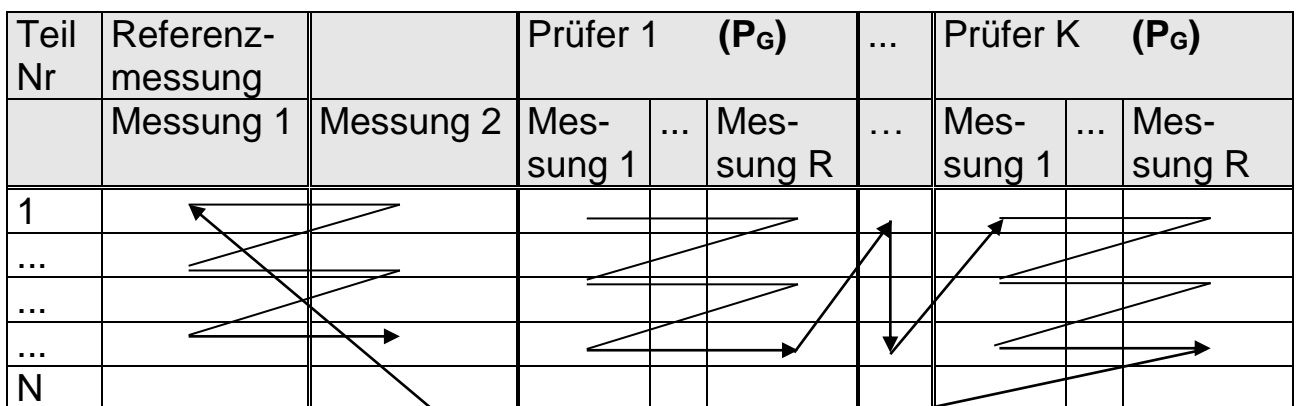 Teil Nr Referenz- messung Prüfer 1 (PG) ... Prüfer K (PG)
Messung 1 Messung 2 Mes- sung 1 ... Mes- sung R ... Mes- sung 1 ... Mes- sung R
1
...
...
...
N